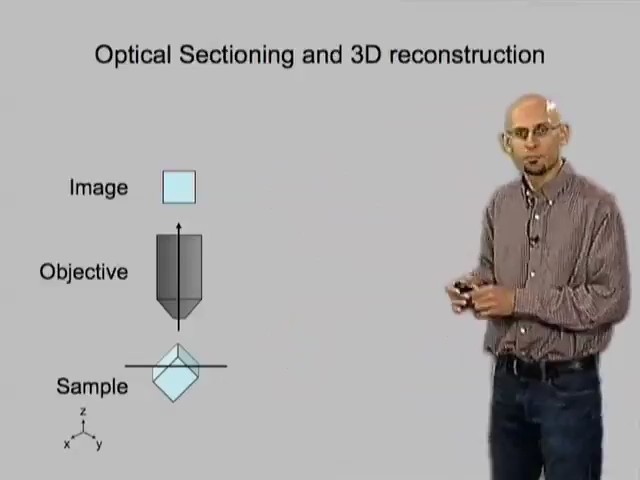 Optical Sectioning and 3D reconstruction
Image
Objective
Sample
z
x
y